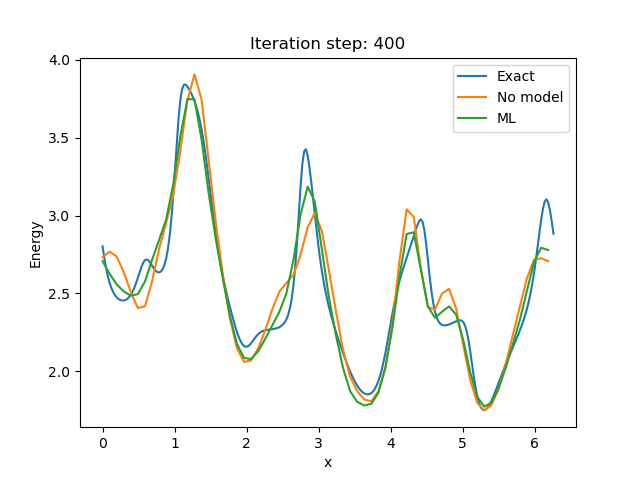 Iteration step: 400
Exact
No model
ML
4.0
3.5
3.0
2.5
2.0
Energy
0 1 2 3 4 5 6
x